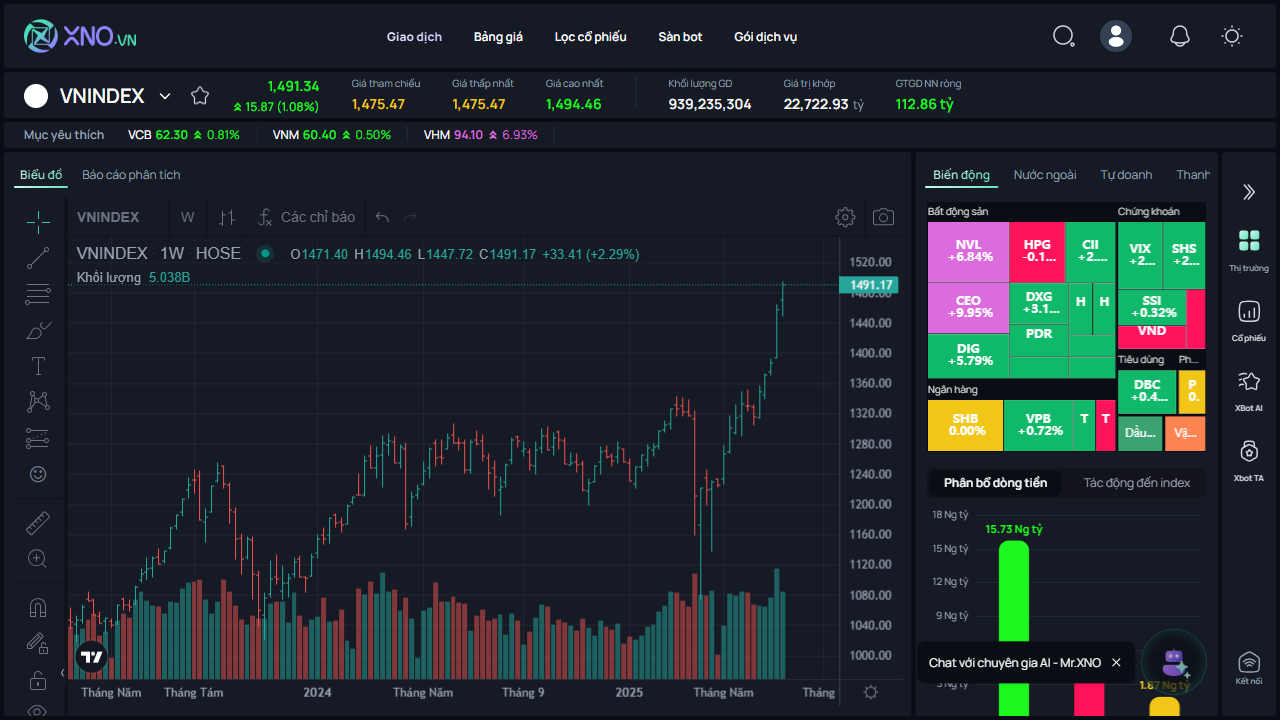 XNO.VN
Giao dịch
Bảng giá
Lọc cổ phiếu
Sàn bot
Gói dịch vụ
VNINDEX
1,491.34
15.87 (1.08%)
Giá tham chiếu
1,475.47
Giá thấp nhất
1,475.47
Giá cao nhất
1,494.46
Khối lượng GD
939,235,304
Giá trị khớp
22,722.93 tỷ
GTGD NN ròng
112.86 tỷ
Mục yêu thích
VCB 62.30 0.81%
VNM 60.40 0.50%
VHM 94.10 6.93%
Biểu đồ
Báo cáo phân tích
VNINDEX
W
Các chỉ báo
VNINDEX · 1W · HOSE
O1471.40 H1494.46 L1447.72 C1491.17 +33.41 (+2.29%)
Khối lượng 5.038B
1520.00
1491.17
1480.00
1440.00
1400.00
1360.00
1320.00
1280.00
1240.00
1200.00
1160.00
1120.00
1080.00
1040.00
1000.00
Tháng Năm
Tháng Tám
2024
Tháng Năm
Tháng 9
2025
Tháng Năm
Tháng
Biến động
Nước ngoài
Tự doanh
Thanh
Bất động sản
NVL
+6.84%
HPG
-0.1...
CII
+2....
CEO
+9.95%
DXG
+3.1...
H
H
PDR
DIG
+5.79%
Chứng khoán
VIX
+2...
SHS
+2...
SSI
+0.32%
VND
Tiêu dùng
Ph...
DBC
+0.4...
P
0.
Dầu...
Vậ...
Ngân hàng
SHB
0.00%
VPB
+0.72%
T
T
Phân bổ dòng tiền
Tác động đến index
18 Ng tỷ
15.73 Ng tỷ
15 Ng tỷ
12 Ng tỷ
9 Ng tỷ
3 Ng tỷ
1.87 Ng tỷ
Chat với chuyên gia AI - Mr.XNO
Thị trường
Cổ phiếu
XBot AI
Xbot TA
Kết nối